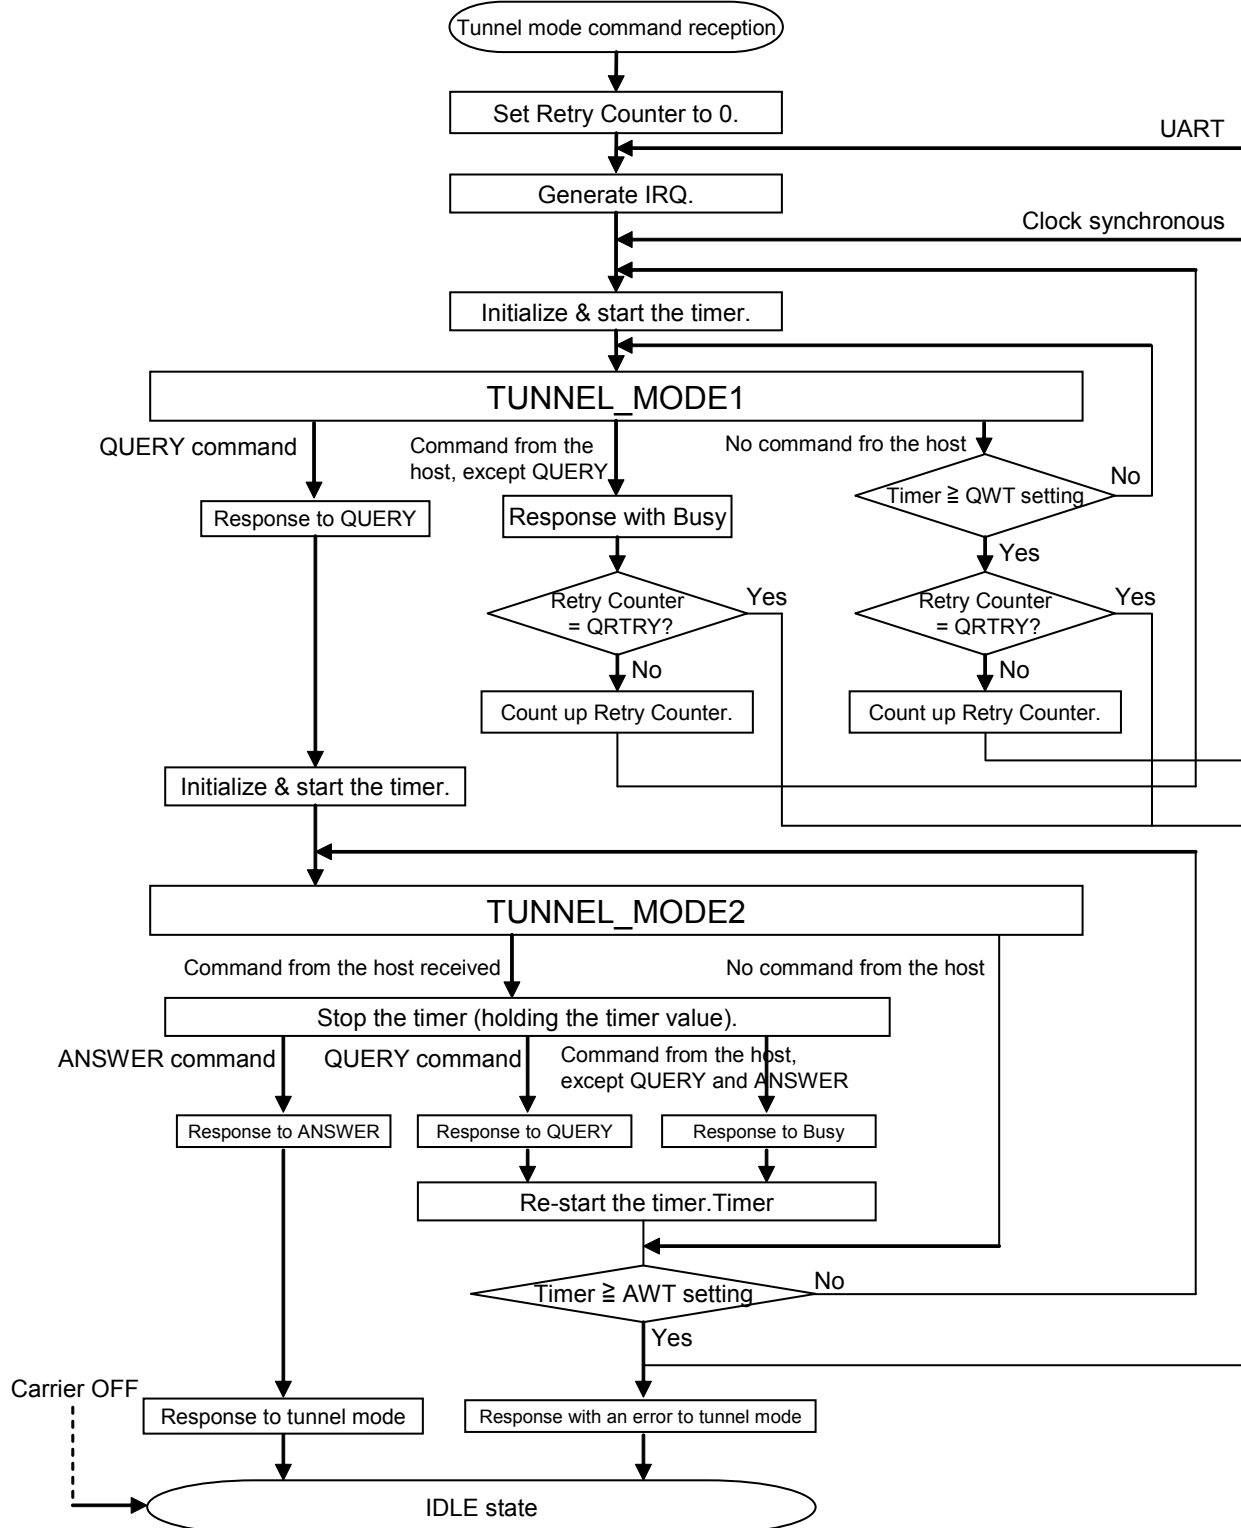 Tunnel mode command reception
Set Retry Counter to 0.
UART
Generate IRQ.
Clock synchronous
Initialize & start the timer.
TUNNEL_MODE1
QUERY command
Command from the
host, except QUERY
No command fro the host
No
Timer ≧ QWT setting
Response to QUERY
Response with Busy
Yes
Retry Counter
= QRTRY?
Yes
Retry Counter
= QRTRY?
Yes
No
No
Count up Retry Counter.
Count up Retry Counter.
Initialize & start the timer.
TUNNEL_MODE2
Command from the host received
No command from the host
Stop the timer (holding the timer value).
ANSWER command
QUERY command
Command from the host,
except QUERY and ANSWER
Response to ANSWER
Response to QUERY
Response to Busy
Re-start the timer.Timer
Timer ≧ AWT setting
No
Yes
Carrier OFF
Response to tunnel mode
Response with an error to tunnel mode
IDLE state